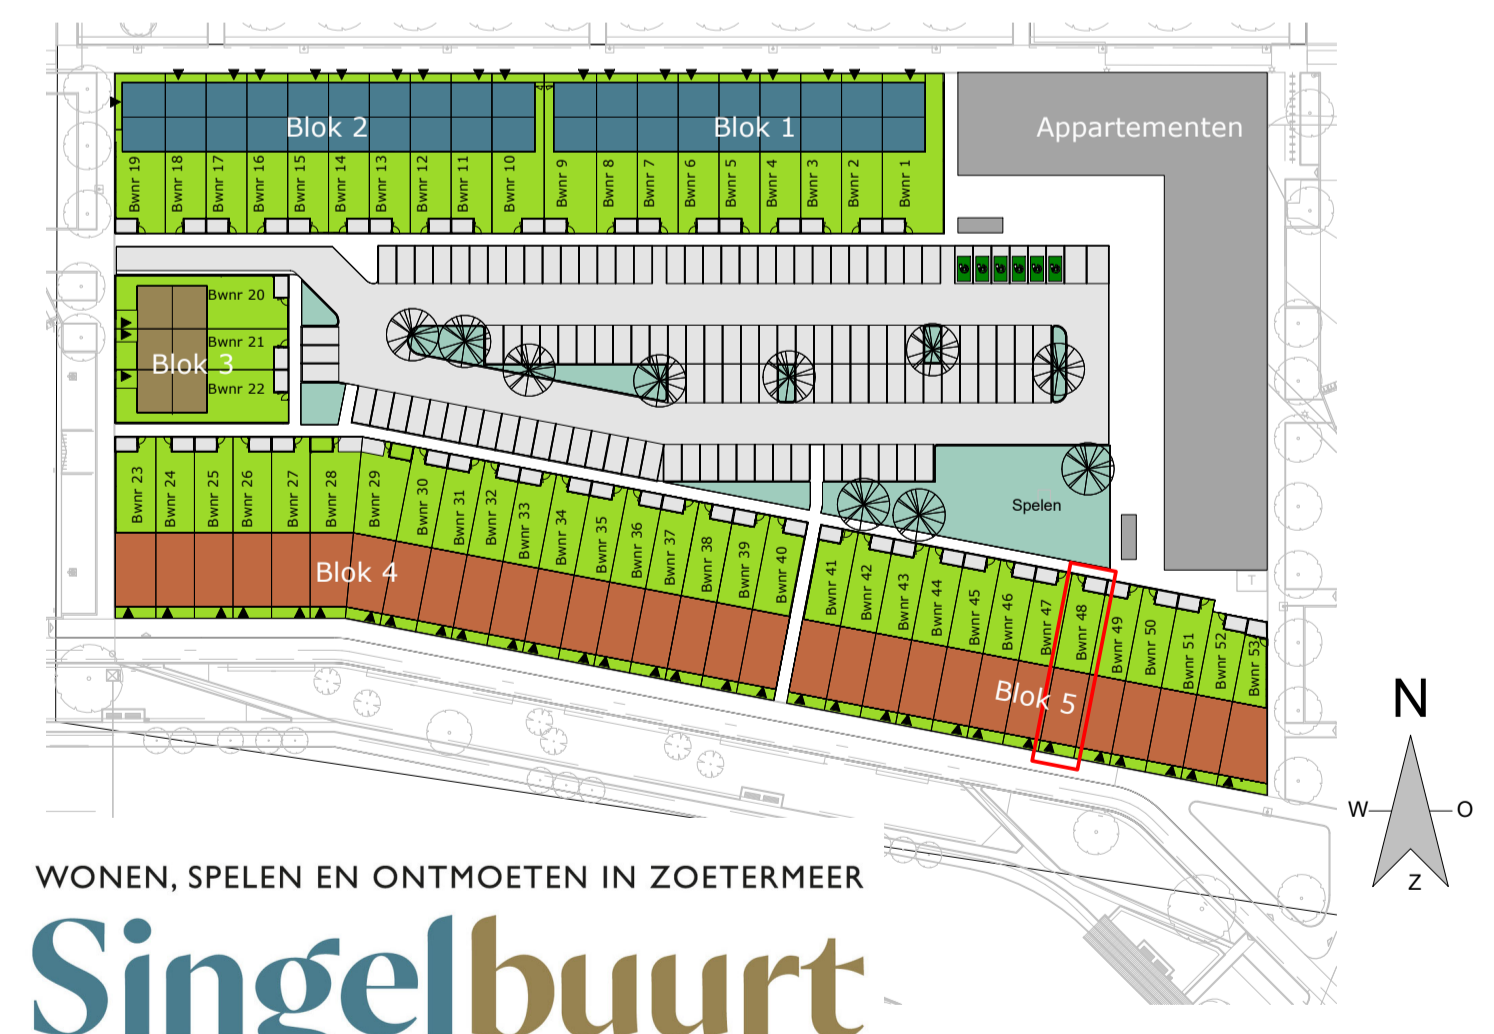 Blok 2
Blok 1
Appartementen
Bwnr 19
Bwnr 18
Bwnr 17
Bwnr 16
Bwnr 15
Bwnr 14
Bwnr 13
Bwnr 12
Bwnr 11
Bwnr 10
Bwnr 9
Bwnr 8
Bwnr 7
Bwnr 6
Bwnr 5
Bwnr 4
Bwnr 3
Bwnr 2
Bwnr 1
Bwnr 20
Bwnr 21
Blok 3
Bwnr 22
Bwnr 23
Bwnr 24
Bwnr 25
Bwnr 26
Bwnr 27
Bwnr 28
Bwnr 29
Bwnr 30
Bwnr 31
Bwnr 32
Bwnr 33
Bwnr 34
Bwnr 35
Bwnr 36
Bwnr 37
Bwnr 38
Bwnr 39
Bwnr 40
Spelen
Blok 4
Bwnr 41
Bwnr 42
Bwnr 43
Bwnr 44
Bwnr 45
Bwnr 46
Bwnr 47
Bwnr 48
Bwnr 49
Bwnr 50
Bwnr 51
Bwnr 52
Bwnr 53
T
Blok 5
N
W
O
Z
WONEN, SPELEN EN ONTMOETEN IN ZOETERMEER
Singelbuurt